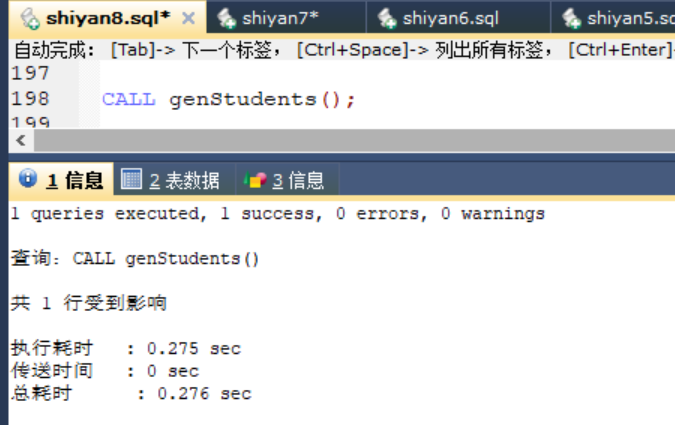 shiyan8.sql* shiyan7* shiyan6.sql shiyan5.sc
自动完成： [Tab]-> 下一个标签， [Ctrl+Space]-> 列出所有标签， [Ctrl+Enter]-
197
198 CALL genStudents();
199
1 信息 2 表数据 3 信息
1 queries executed, 1 success, 0 errors, 0 warnings
查询：CALL genStudents()
共 1 行受到影响
执行耗时 : 0.275 sec
传送时间 : 0 sec
总耗时 : 0.276 sec